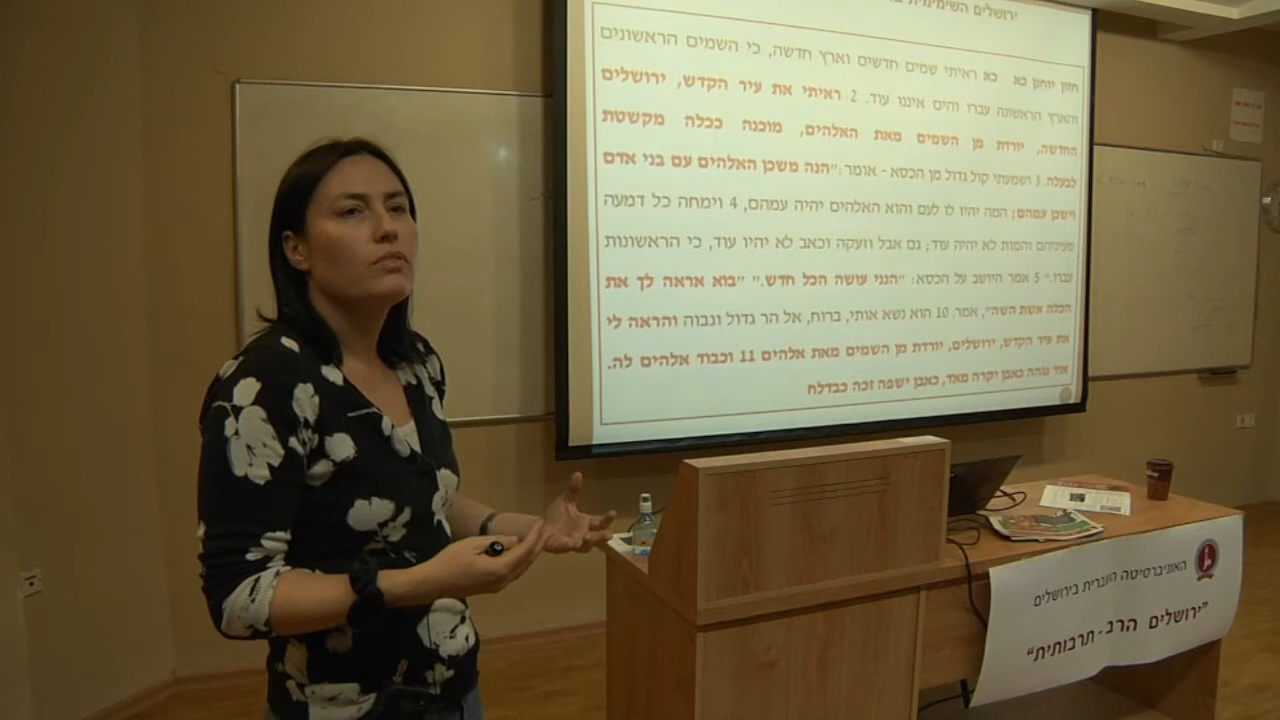 ירושלים השמימית
חזון יוחנן כא כא ראיתי שמים חדשים וארץ חדשה, כי השמים הראשונים
והארץ הראשונה עברו והים איננו עוד. 2 ראיתי את עיר הקדש, ירושלים
החדשה, יורדת מן השמים מאת האלהים, מוכנה ככלה מקשטת
לבעלה. 3 ושמעתי קול גדול מן הכסא - אומר :"הנה משכן האלהים עם בני אדם
וישכן עמהם; המה יהיו לו לעם והוא האלהים יהיה עמהם, 4 וימחה כל דמעה
מעיניהם והמות לא יהיה עוד; גם אבל וזעקה וכאב לא יהיו עוד, כי הראשונות
עברו." 5 אמר היושב על הכסא: "הנני עושה הכל חדש." "בוא אראה לך את
הכלה אשת השה", אמר. 10 הוא נשא אותי, ברוח, אל הר גדול וגבוה והראה לי
את עיר הקדש, ירושלים, יורדת מן השמים מאת אלהים 11 וכבוד אלהים לה.
אור נגהה כאבן יקרה מאד, כאבן ישפה זכה כבדלח
האוניברסיטה העברית בירושלים
"ירושלים הרב-תרבותית"